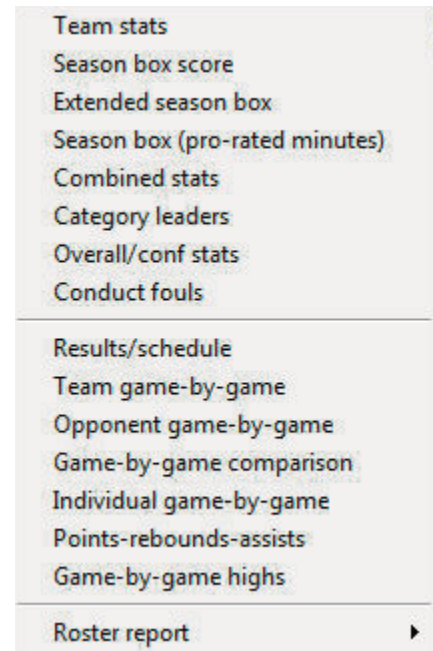 Team stats
Season box score
Extended season box
Season box (pro-rated minutes)
Combined stats
Category leaders
Overall/conf stats
Conduct fouls
Results/schedule
Team game-by-game
Opponent game-by-game
Game-by-game comparison
Individual game-by-game
Points-rebounds-assists
Game-by-game highs
Roster report